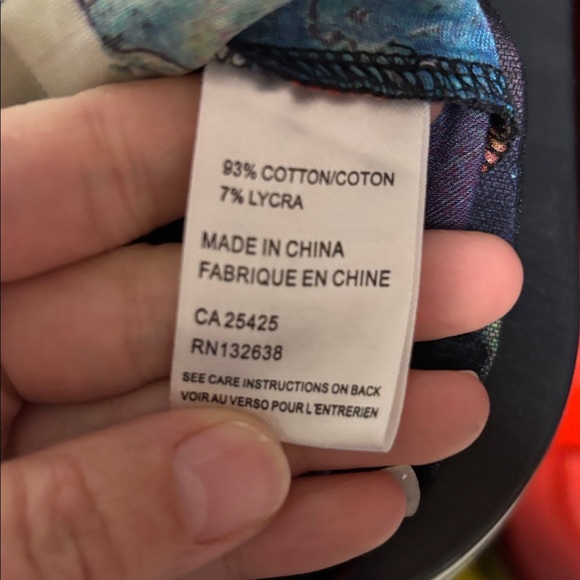 93% COTTON/COTON
7% LYCRA
MADE IN CHINA
FABRIQUE EN CHINE
CA 25425
RN132638
SEE CARE INSTRUCTIONS ON BACK
VOIR AU VERSO POUR L'ENTRERIEN